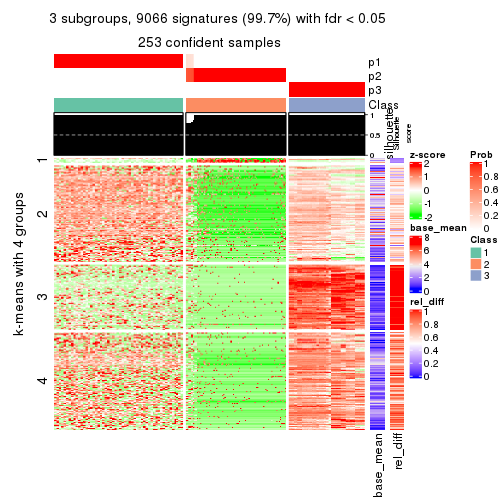 3 subgroups, 9066 signatures (99.7%) with fdr < 0.05
253 confident samples
p1
p2
p3
Class
1
0.5
0
silhouette
Silhouette
score
k-means with 4 groups
1
2
3
4
base_mean
rel_diff
z-score
2
1
0
-1
-2
base_mean
8
6
4
2
0
rel_diff
1
0.8
0.6
0.4
0.2
0
Prob
1
0.8
0.6
0.4
0.2
0
Class
1
2
3